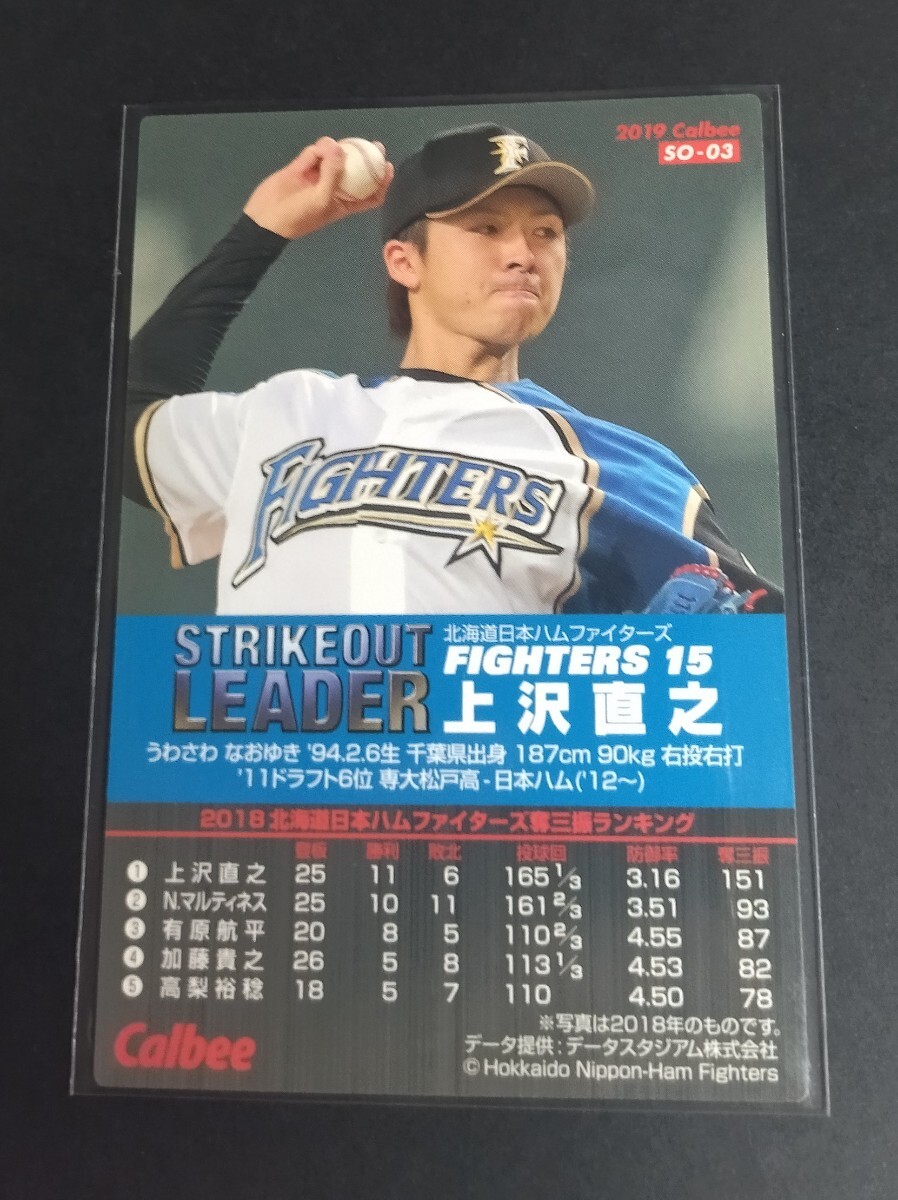 2019 Calbee
SO-03
F
FIGHTERS
STRIKEOUT
LEADER
北海道日本ハムファイターズ
FIGHTERS 15
上沢直之
うわさわ なおゆき '94.2.6生 千葉県出身 187cm 90kg 右投右打
'11ドラフト6位 専大松戸高-日本ハム('12〜)
2018 北海道日本ハムファイターズ奪三振ランキング
登板 勝利 敗北 投球回 防御率 奪三振
1 上沢直之 25 11 6 165 1/3 3.16 151
2 N.マルティネス 25 10 11 161 2/3 3.51 93
3 有原航平 20 8 5 110 2/3 4.55 87
4 加藤貴之 26 5 8 113 1/3 4.53 82
5 高梨裕稔 18 5 7 110 4.50 78
※写真は2018年のものです。
データ提供:データスタジアム株式会社
© Hokkaido Nippon-Ham Fighters
Calbee